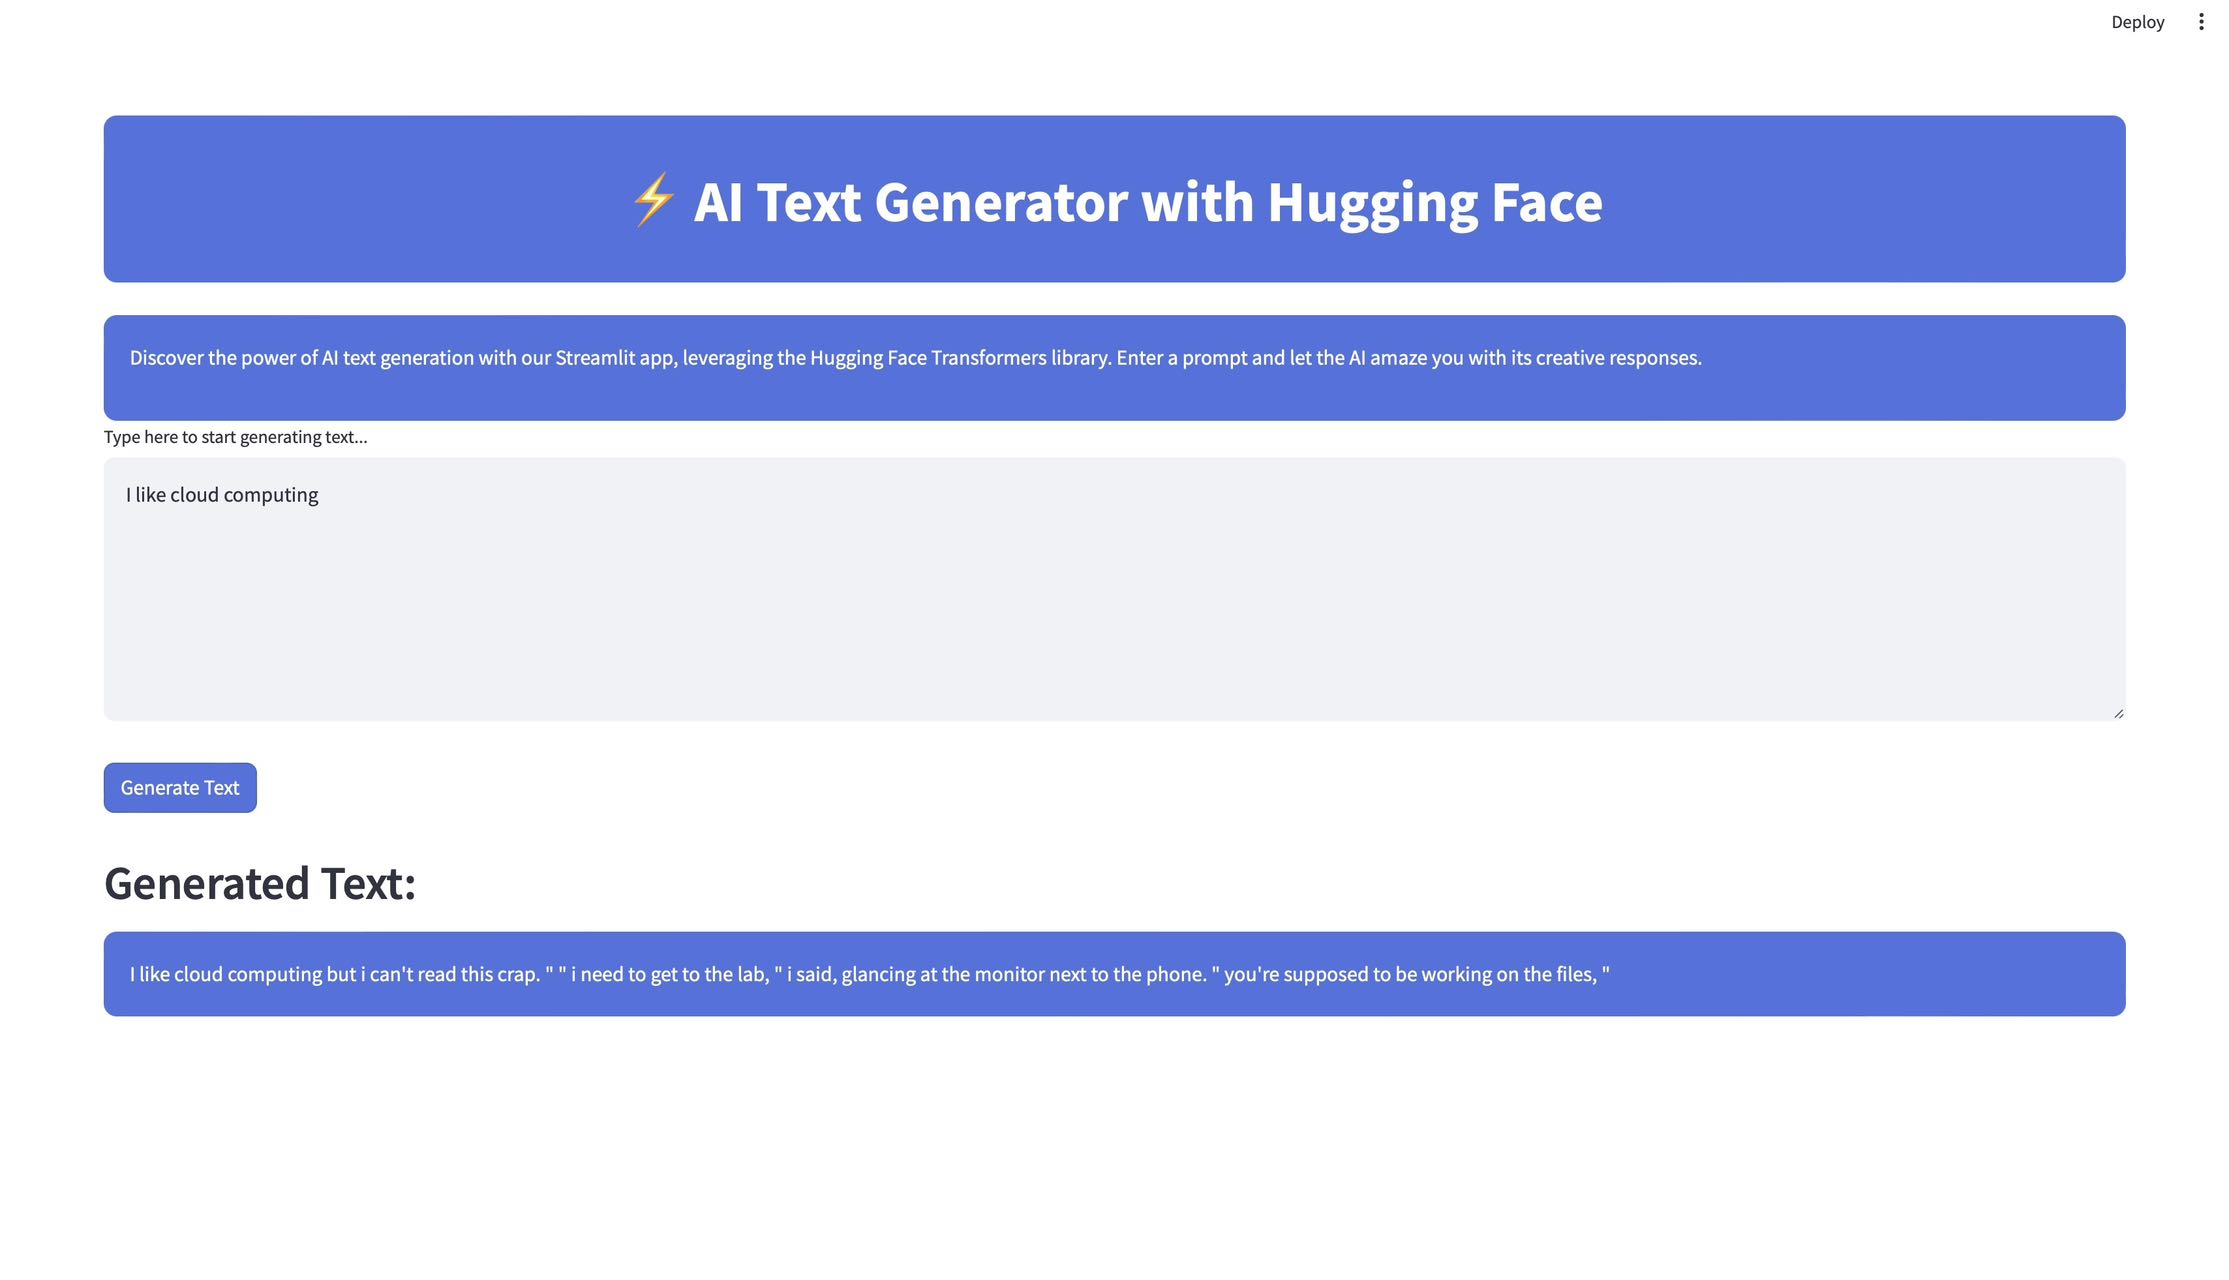 Deploy
⚡ AI Text Generator with Hugging Face
Discover the power of AI text generation with our Streamlit app, leveraging the Hugging Face Transformers library. Enter a prompt and let the AI amaze you with its creative responses.
Type here to start generating text...
I like cloud computing
Generate Text
Generated Text:
I like cloud computing but i can't read this crap. " " i need to get to the lab, " i said, glancing at the monitor next to the phone. " you're supposed to be working on the files, "